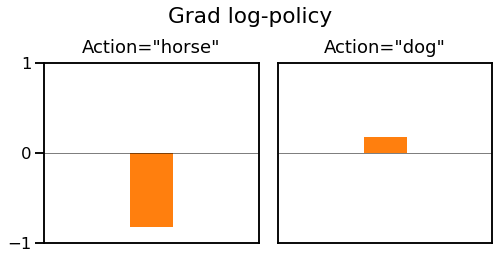 Grad log-policy
Action="horse"
Action="dog"
1
0
−1